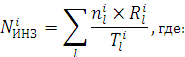 N^i_ИНЗ = ∑_l (n^i_l × R^i_l) / T^i_l , где: